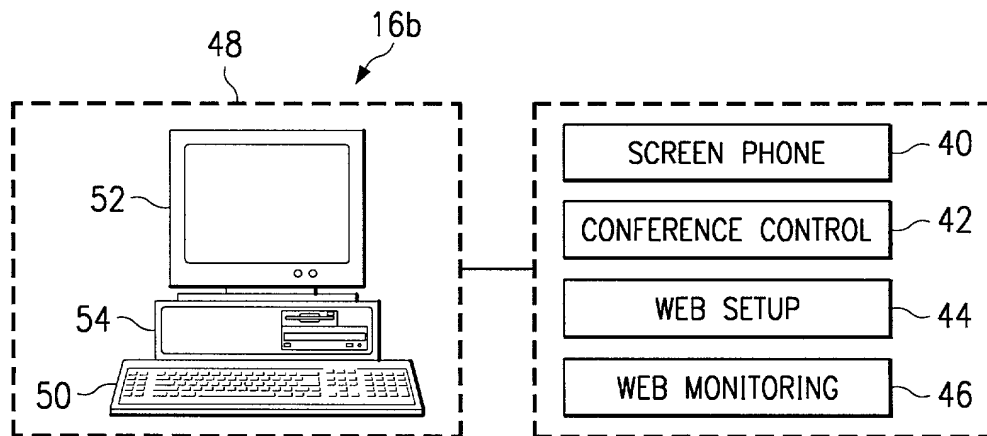 16b
48
52
54
50
SCREEN PHONE 40
CONFERENCE CONTROL 42
WEB SETUP 44
WEB MONITORING 46